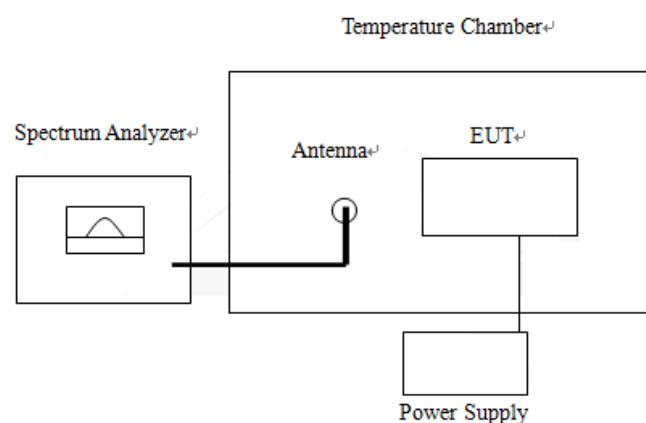 Temperature Chamber↵
Spectrum Analyzer↵
Antenna↵
EUT↵
Power Supply